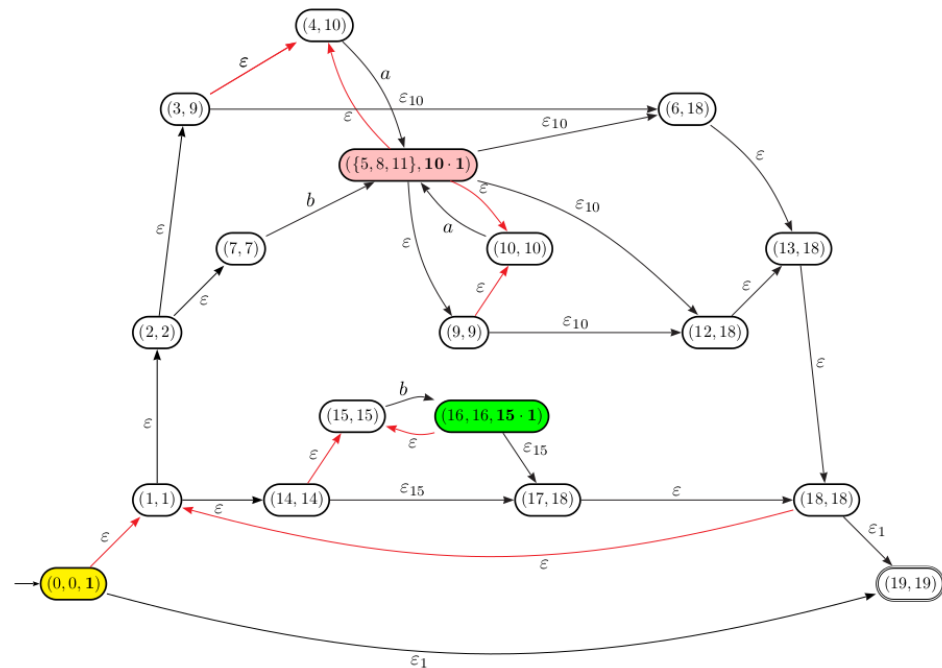 (4, 10)
ε
a
(3, 9)
ε₁₀
(6, 18)
ε
ε₁₀
ε
({5, 8, 11}, 10 · 1)
ε
b
ε₁₀
ε
a
(7, 7)
ε
(10, 10)
(13, 18)
ε
ε
ε
(2, 2)
(9, 9)
ε₁₀
(12, 18)
ε
b
ε
(15, 15)
(16, 16, 15 · 1)
ε
ε
ε₁₅
(1, 1)
ε
(14, 14)
ε₁₅
(17, 18)
ε
(18, 18)
ε
ε
ε₁
(0, 0, 1)
(19, 19)
ε₁